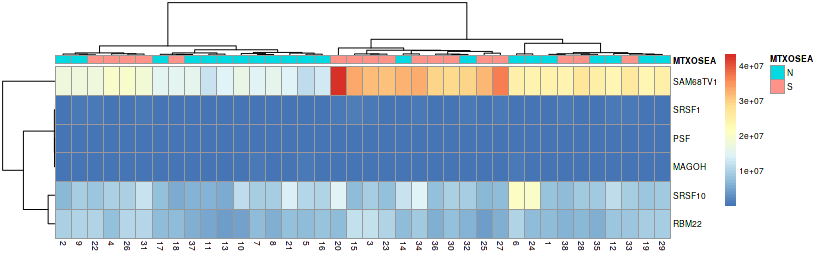 MTXOSEA
MTXOSEA
N
S
4e+07
3e+07
2e+07
1e+07
SAM68TV1
SRSF1
PSF
MAGOH
SRSF10
RBM22
2 9 22 4 26 31 17 18 37 11 13 10 7 8 21 5 16 20 15 3 23 14 34 36 30 32 25 27 6 24 1 38 28 35 12 33 19 29